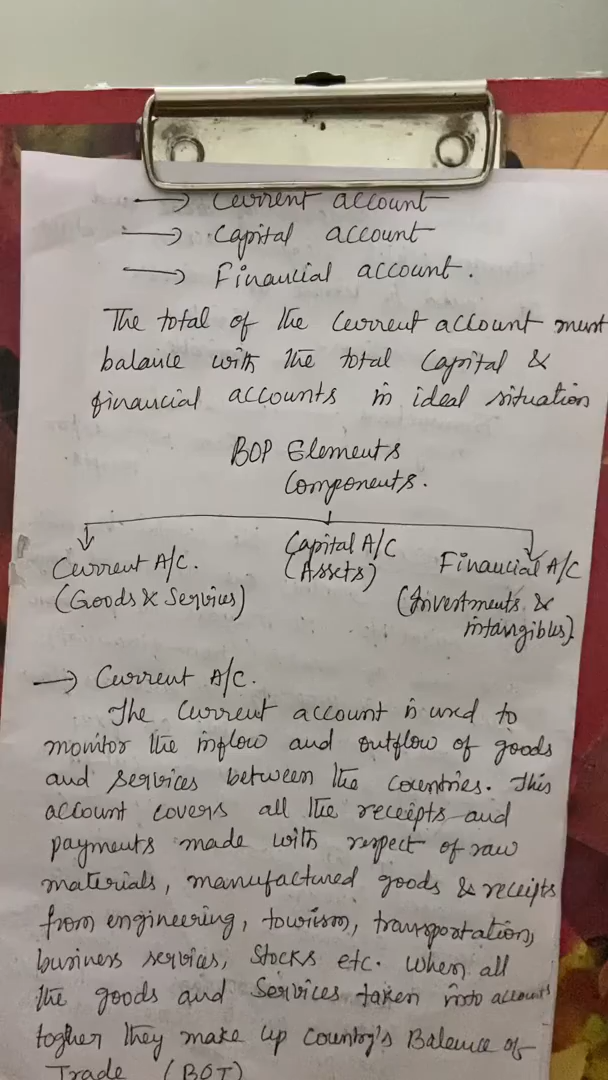 → Current account
→ Capital account
→ Financial account.
The total of the Current account must
balance with the total Capital &
financial accounts in ideal situation
BOP Elements
Components.
Current A/C.
(Goods & Services)
Capital A/C
(Assets)
Financial A/C
(Investments &
intangibles)
→ Current A/C.
The Current account is used to
monitor the inflow and outflow of goods
and services between the countries. This
account covers all the receipts and
payments made with respect of raw
materials, manufactured goods & receipts
from engineering, tourism, transportation,
business services, Stocks etc. When all
the goods and Services taken into accounts
togher they make up Country's Balance of
Trade (BOT)